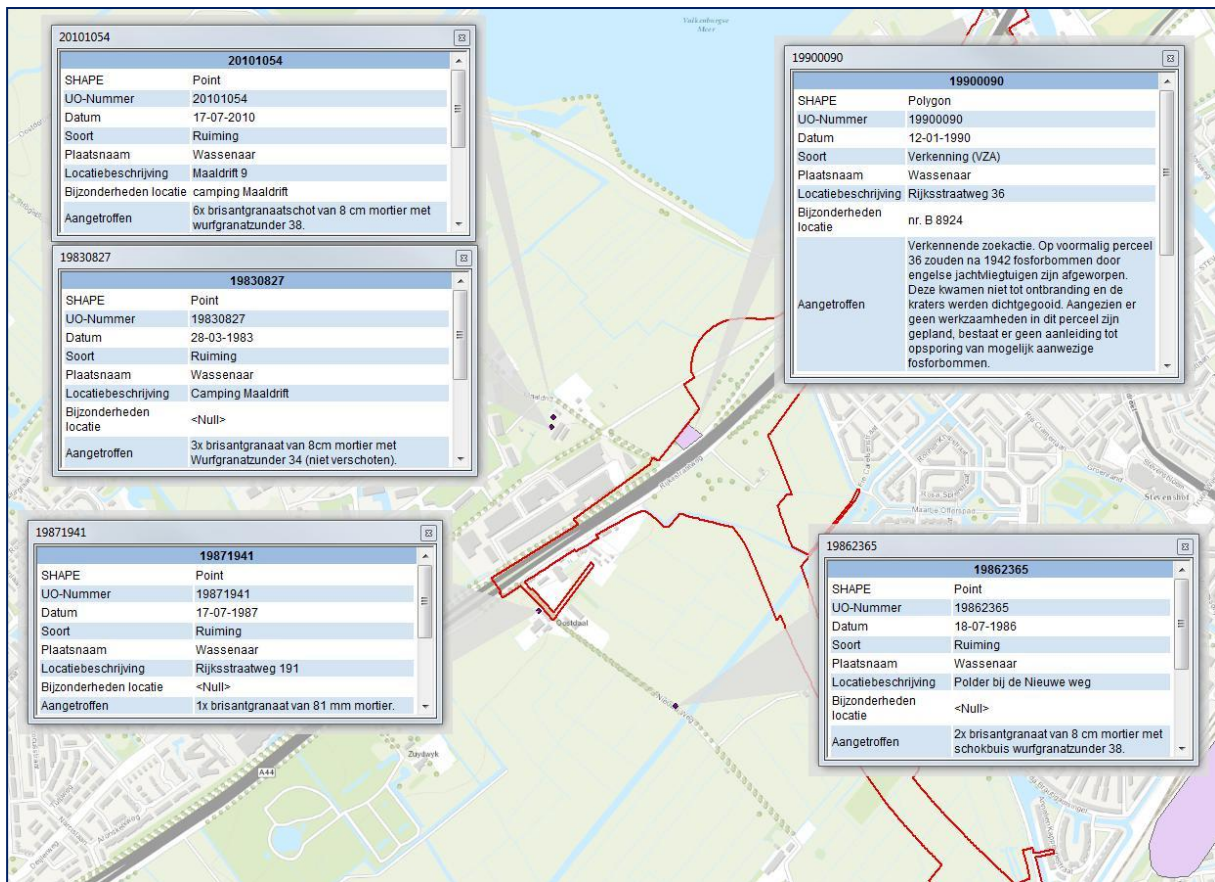 20101054
20101054
SHAPE Point
UO-Nummer 20101054
Datum 17-07-2010
Soort Ruiming
Plaatsnaam Wassenaar
Locatiebeschrijving Maaldrift 9
Bijzonderheden locatie camping Maaldrift
Aangetroffen 6x brisantgranaatschot van 8 cm mortier met
wurfgranatzunder 38.
19830827
19830827
SHAPE Point
UO-Nummer 19830827
Datum 28-03-1983
Soort Ruiming
Plaatsnaam Wassenaar
Locatiebeschrijving Camping Maaldrift
Bijzonderheden
locatie <Null>
Aangetroffen 3x brisantgranaat van 8cm mortier met
Wurfgranatzunder 34 (niet verschoten).
19871941
19871941
SHAPE Point
UO-Nummer 19871941
Datum 17-07-1987
Soort Ruiming
Plaatsnaam Wassenaar
Locatiebeschrijving Rijksstraatweg 191
Bijzonderheden locatie <Null>
Aangetroffen 1x brisantgranaat van 81 mm mortier.
19900090
19900090
SHAPE Polygon
UO-Nummer 19900090
Datum 12-01-1990
Soort Verkenning (VZA)
Plaatsnaam Wassenaar
Locatiebeschrijving Rijksstraatweg 36
Bijzonderheden
locatie nr. B 8924
Aangetroffen
Verkennende zoekactie. Op voormalig perceel
36 zouden na 1942 fosforbommen door
engelse jachtvliegtuigen zijn afgeworpen.
Deze kwamen niet tot ontbranding en de
kraters werden dichtgegooid. Aangezien er
geen werkzaamheden in dit perceel zijn
gepland, bestaat er geen aanleiding tot
opsporing van mogelijk aanwezige
fosforbommen.
19862365
19862365
SHAPE Point
UO-Nummer 19862365
Datum 18-07-1986
Soort Ruiming
Plaatsnaam Wassenaar
Locatiebeschrijving Polder bij de Nieuwe weg
Bijzonderheden
locatie <Null>
Aangetroffen 2x brisantgranaat van 8 cm mortier met
schokbuis wurfgranatzunder 38.
Valkenburgse
Meer
Rijksstraatweg
Maartje Offerspad
Stevenshof
Zuydwyk
A44